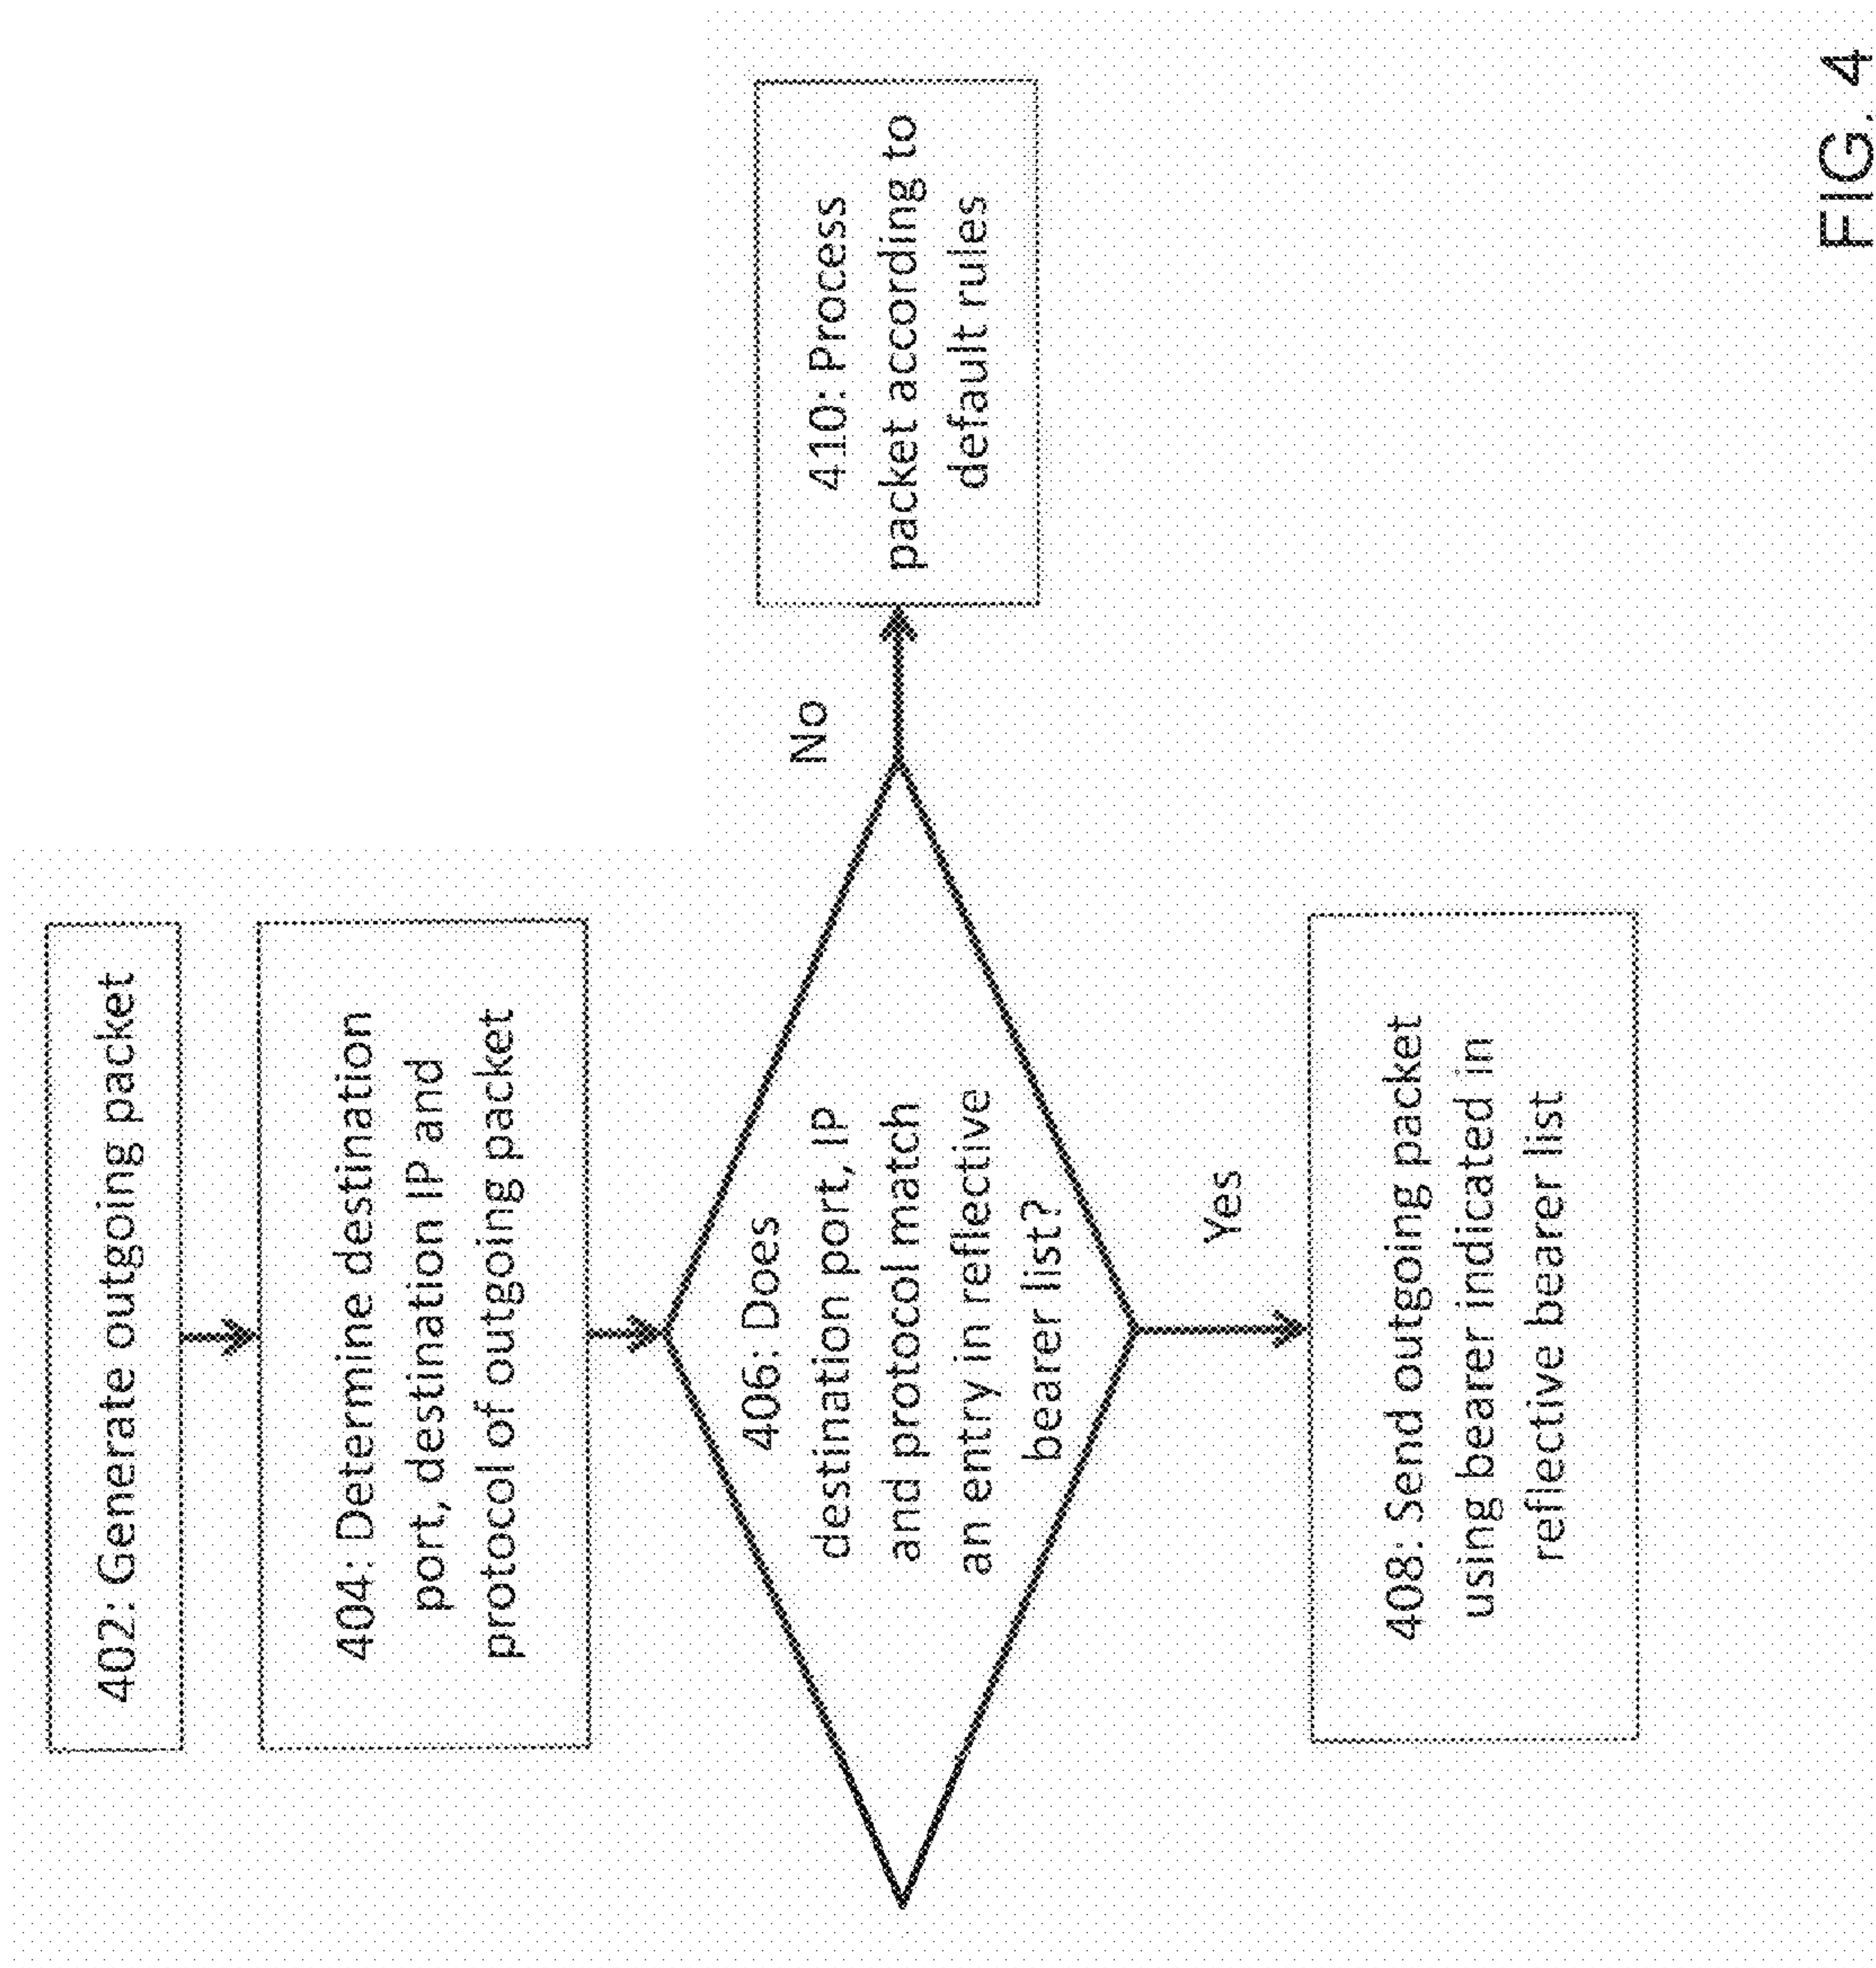 402: Generate outgoing packet
404: Determine destination
port, destination IP and
protocol of outgoing packet
406: Does
destination port, IP
and protocol match
an entry in reflective
bearer list?
No
410: Process
packet according to
default rules
Yes
408: Send outgoing packet
using bearer indicated in
reflective bearer list
FIG. 4